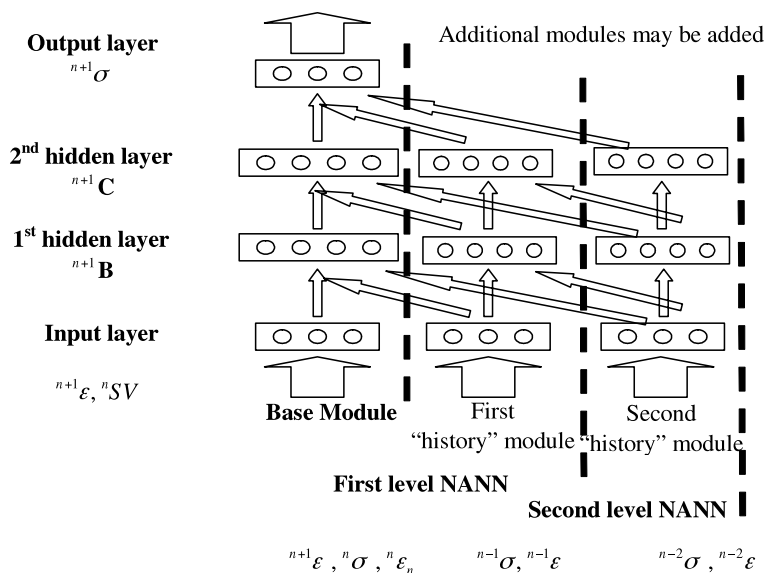 Output layer
ⁿ⁺¹σ
Additional modules may be added
2ⁿᵈ hidden layer
ⁿ⁺¹C
1ˢᵗ hidden layer
ⁿ⁺¹B
Input layer
ⁿ⁺¹ε, ⁿSV
Base Module
First
"history" module
Second
"history" module
First level NANN
Second level NANN
ⁿ⁺¹ε , ⁿσ , ⁿεₙ
ⁿ⁻¹σ, ⁿ⁻¹ε
ⁿ⁻²σ , ⁿ⁻²ε